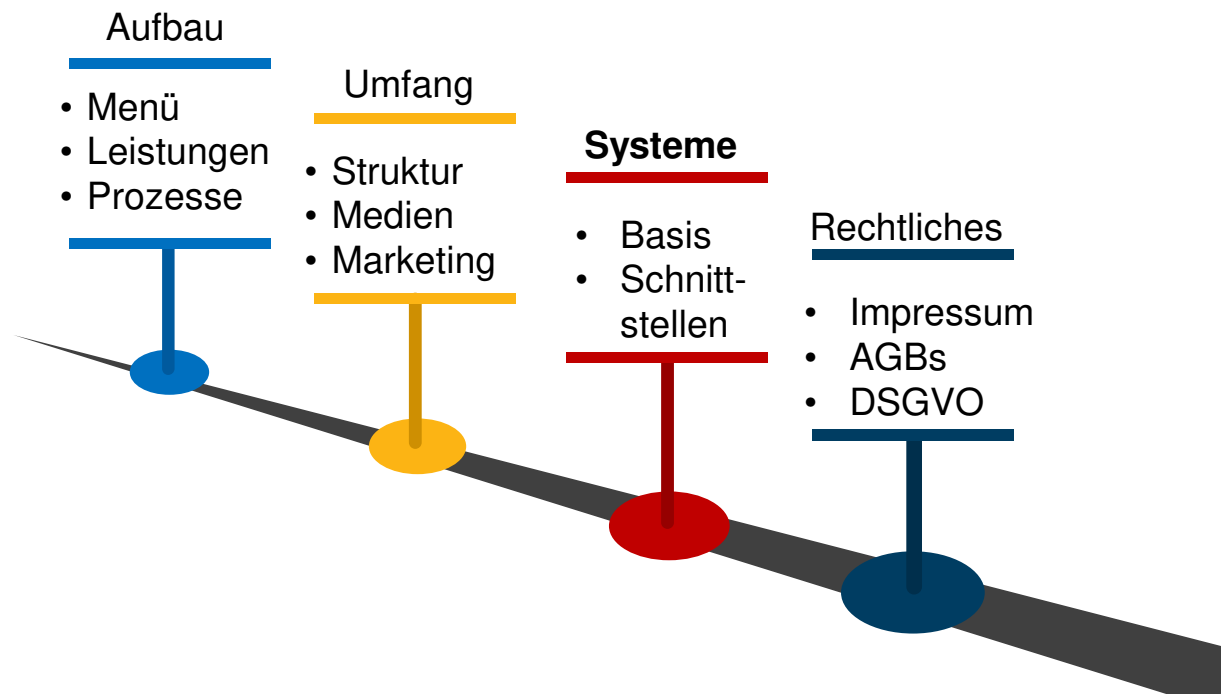 Aufbau
• Menü
• Leistungen
• Prozesse
Umfang
• Struktur
• Medien
• Marketing
Systeme
• Basis
• Schnitt-
stellen
Rechtliches
• Impressum
• AGBs
• DSGVO